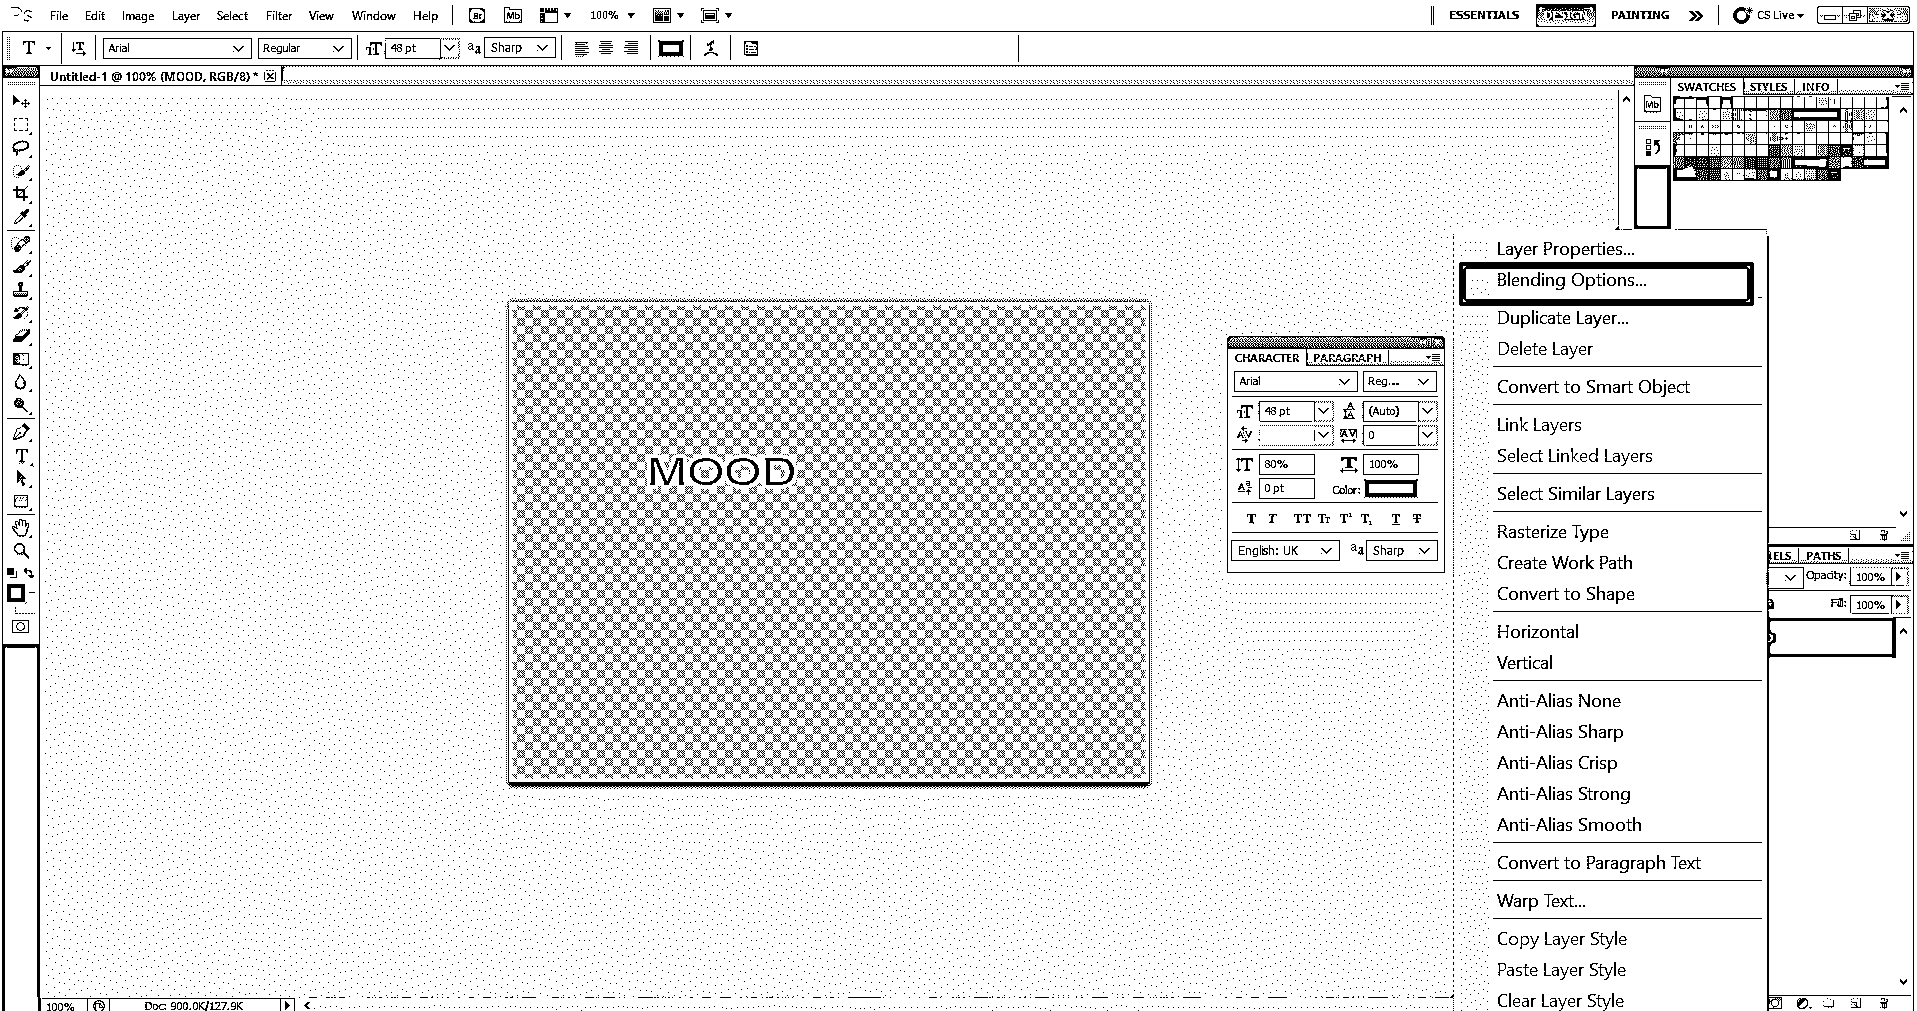 Ps File Edit Image Layer Select Filter View Window Help Br Mb 100% ESSENTIALS DESIGN PAINTING CS Live
T Arial Regular 48 pt Sharp
Untitled-1 @ 100% (MOOD, RGB/8) *
Mb
SWATCHES STYLES INFO
MOOD
CHARACTER PARAGRAPH
Arial Reg...
48 pt (Auto)
0
80% 100%
0 pt Color:
T T TT Tr T¹ T₁ T T
English: UK aa Sharp
Layer Properties...
Blending Options...
Duplicate Layer...
Delete Layer
Convert to Smart Object
Link Layers
Select Linked Layers
Select Similar Layers
Rasterize Type
Create Work Path
Convert to Shape
Horizontal
Vertical
Anti-Alias None
Anti-Alias Sharp
Anti-Alias Crisp
Anti-Alias Strong
Anti-Alias Smooth
Convert to Paragraph Text
Warp Text...
Copy Layer Style
Paste Layer Style
Clear Layer Style
ELS PATHS
Opacity: 100%
Fill: 100%
100% Doc: 900.0K/127.9K